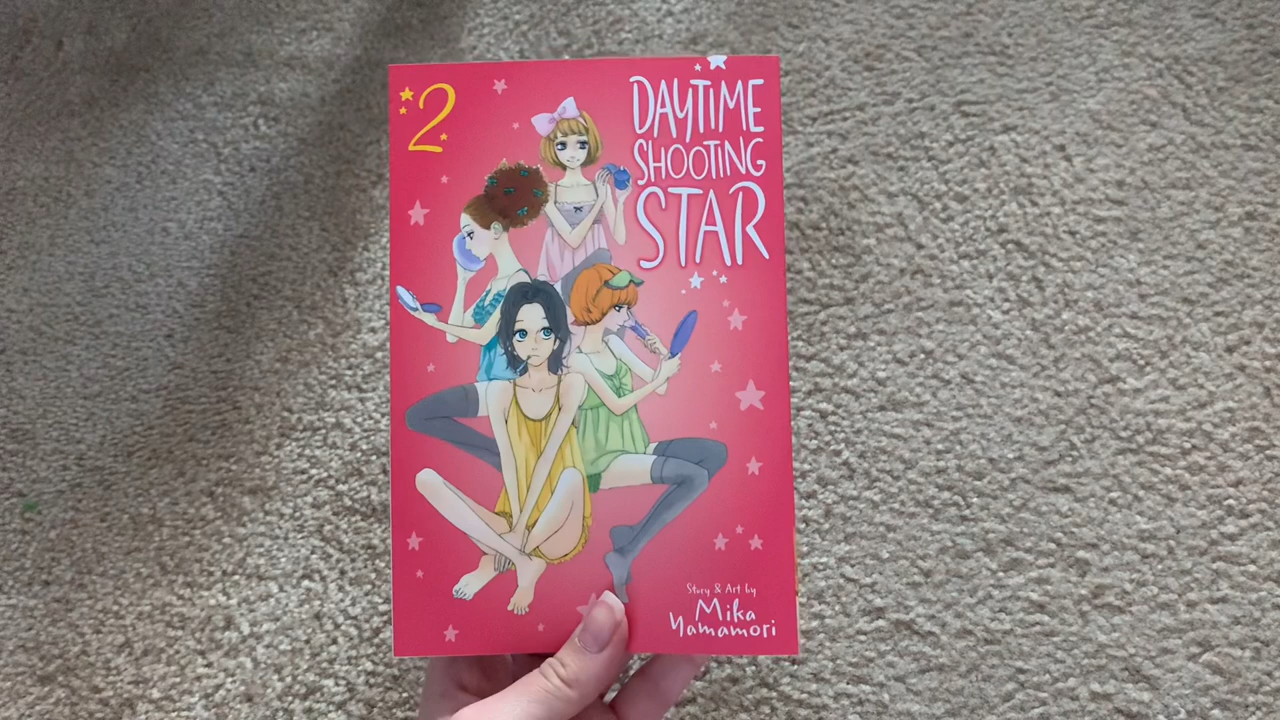 2
DAYTIME
SHOOTING
STAR
Story & Art by
Mika
Yamamori